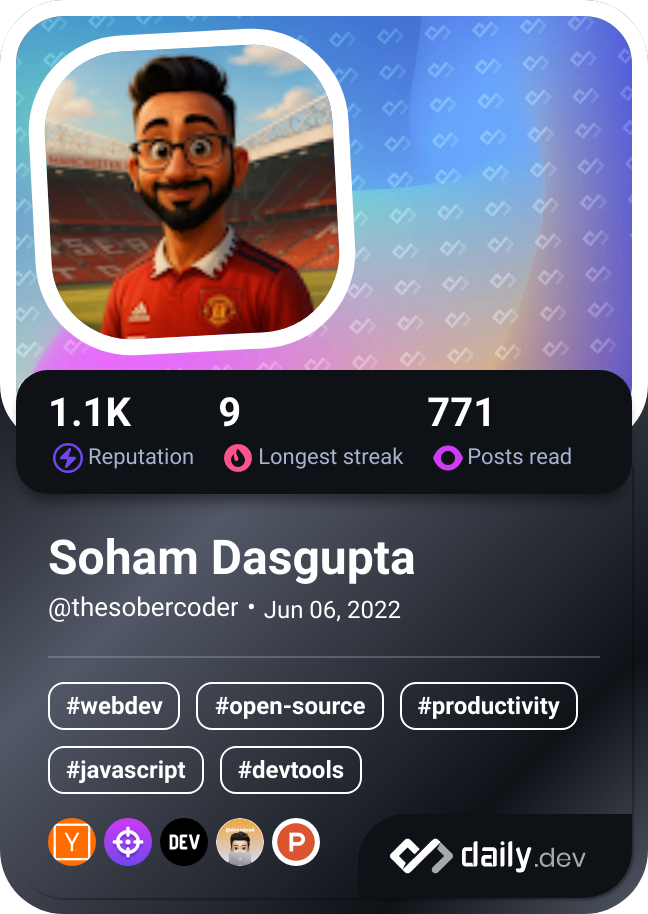 MANCHESTER
1.1K 9 771
Reputation Longest streak Posts read
Soham Dasgupta
@thesobercoder • Jun 06, 2022
#webdev #open-source #productivity
#javascript #devtools
Y DEV P
daily.dev